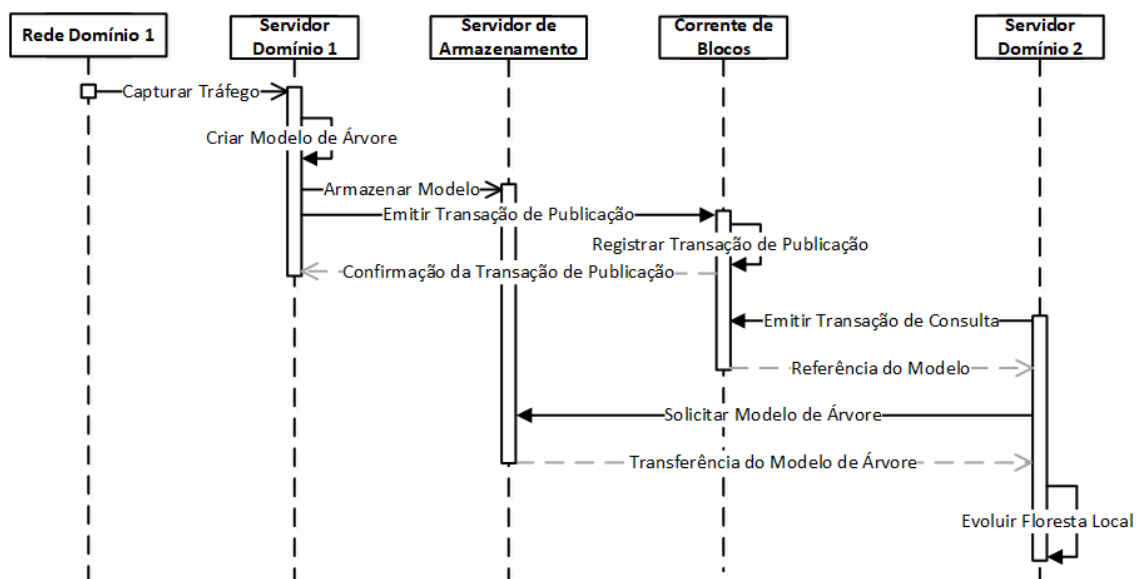 Rede Domínio 1
Servidor
Domínio 1
Servidor de
Armazenamento
Corrente de
Blocos
Servidor
Domínio 2
Capturar Tráfego
Criar Modelo de Árvore
Armazenar Modelo
Emitir Transação de Publicação
Registrar Transação de Publicação
Confirmação da Transação de Publicação
Emitir Transação de Consulta
Referência do Modelo
Solicitar Modelo de Árvore
Transferência do Modelo de Árvore
Evoluir Floresta Local